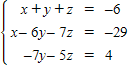 x + y + z = -6
x - 6y - 7z = -29
-7y - 5z = 4